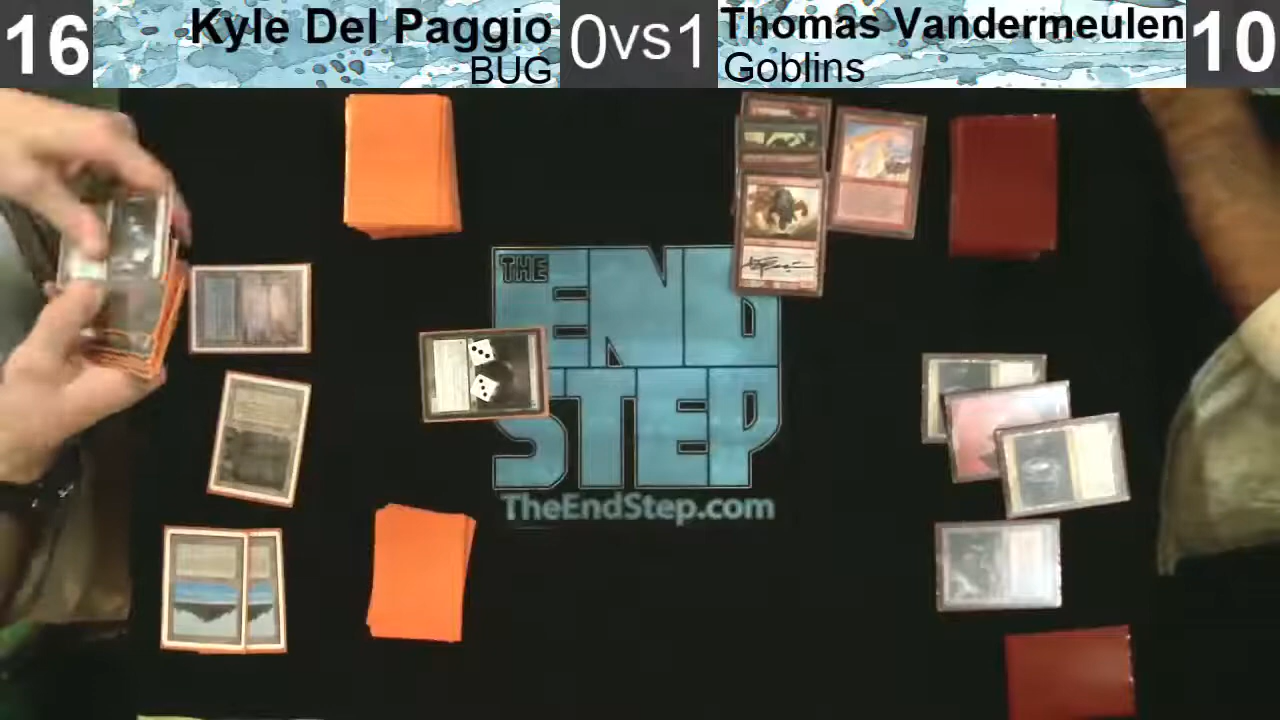 16
Kyle Del Paggio
BUG
0vs1
Thomas Vandermeulen
Goblins
10
THE
END
STEP
TheEndStep.com